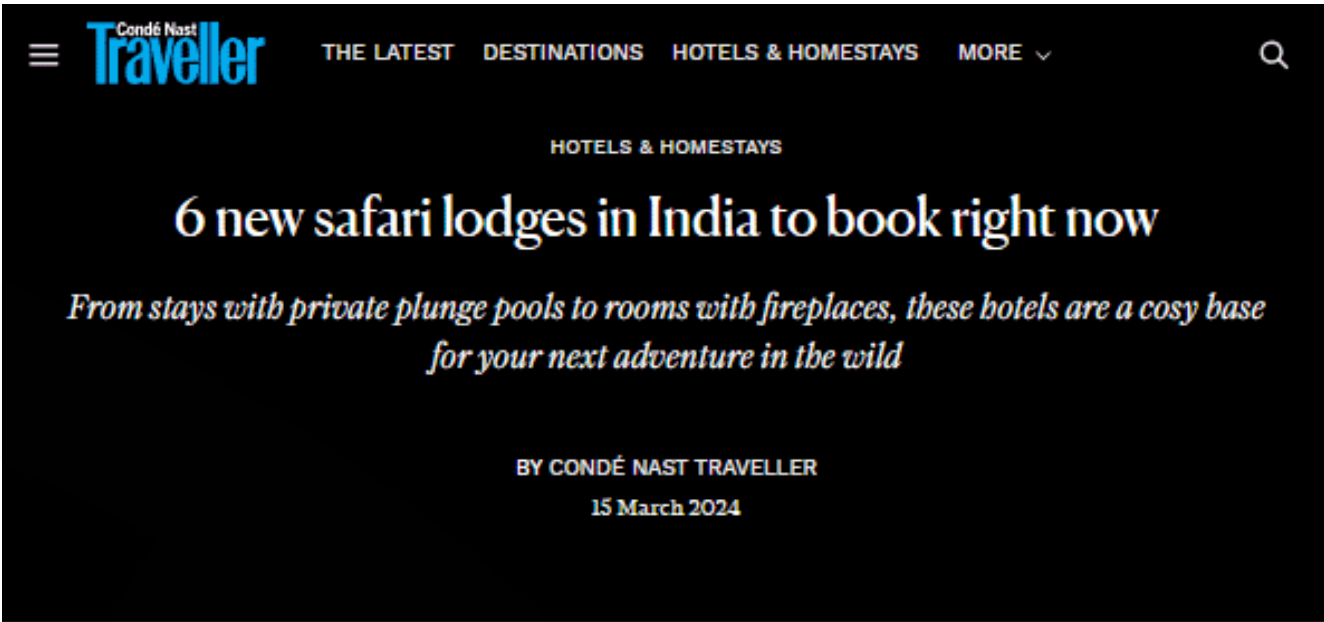 Condé Nast
Traveller
THE LATEST DESTINATIONS HOTELS & HOMESTAYS MORE
HOTELS & HOMESTAYS
6 new safari lodges in India to book right now
From stays with private plunge pools to rooms with fireplaces, these hotels are a cosy base
for your next adventure in the wild
BY CONDÉ NAST TRAVELLER
15 March 2024